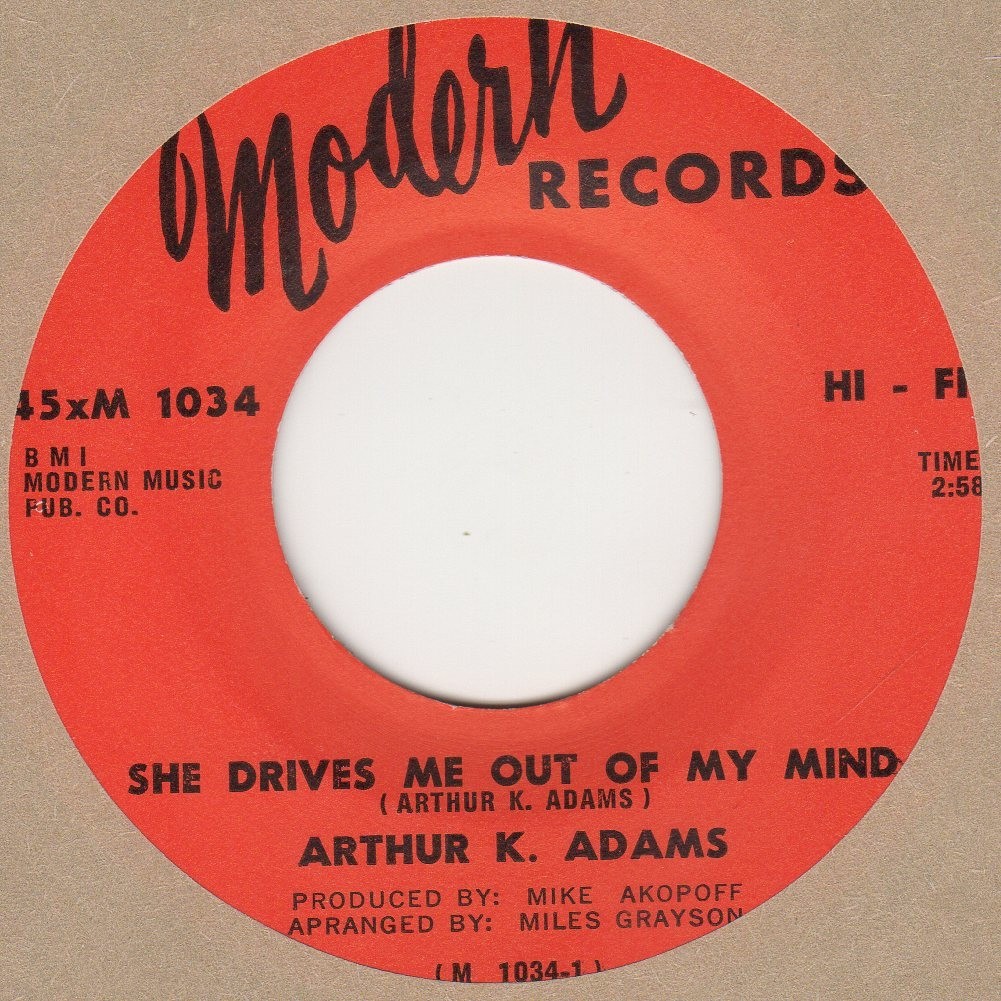 Modern
RECORDS
45xM 1034
HI - FI
BMI
MODERN MUSIC
PUB. CO.
TIME
2:58
SHE DRIVES ME OUT OF MY MIND
( ARTHUR K. ADAMS )
ARTHUR K. ADAMS
PRODUCED BY: MIKE AKOPOFF
APRANGED BY: MILES GRAYSON
( M 1034-1 )